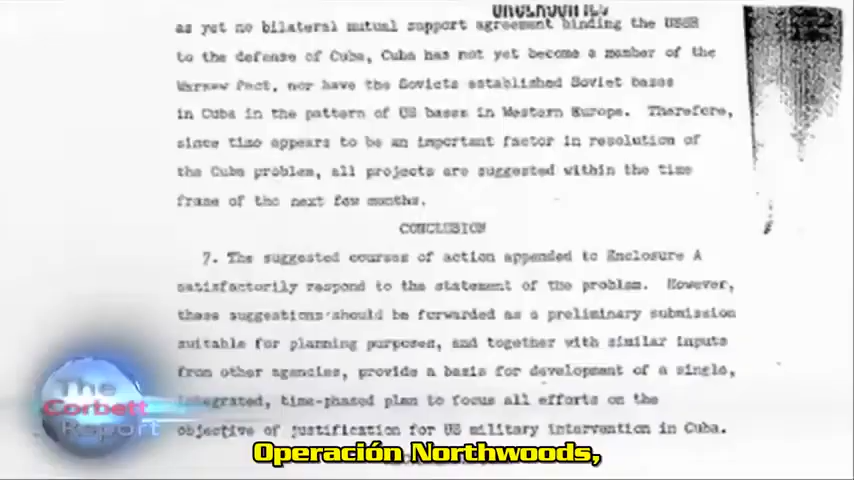 UNCLASSIFIED
as yet no bilateral mutual support agreement binding the USSR
to the defense of Cuba, Cuba has not yet become a member of the
Warsaw Pact, nor have the Soviets established Soviet bases
in Cuba in the pattern of US bases in Western Europe. Therefore,
since time appears to be an important factor in resolution of
the Cuba problem, all projects are suggested within the time
frame of the next few months.
CONCLUSION
7. The suggested courses of action appended to Enclosure A
satisfactorily respond to the statement of the problem. However,
these suggestions should be forwarded as a preliminary submission
suitable for planning purposes, and together with similar inputs
from other agencies, provide a basis for development of a single,
integrated, time-phased plan to focus all efforts on the
objective of justification for US military intervention in Cuba.
The
Corbett
Report
Operación Northwoods,